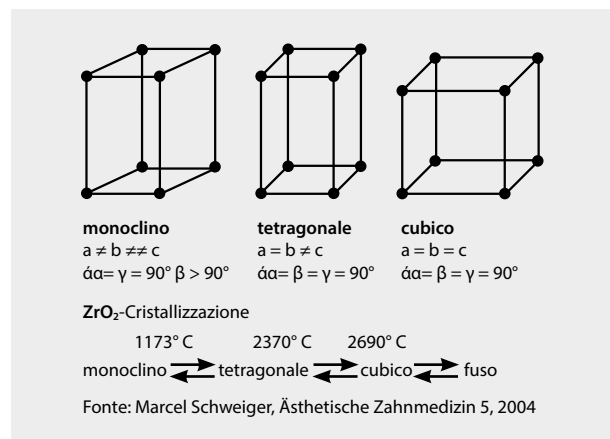 monoclino tetragonale cubico
a ≠ b ≠≠ c a = b ≠ c a = b = c
άα= γ = 90° β > 90° άα= β = γ = 90° άα= β = γ = 90°
ZrO₂-Cristallizzazione
1173° C 2370° C 2690° C
monoclino tetragonale cubico fuso
Fonte: Marcel Schweiger, Ästhetische Zahnmedizin 5, 2004